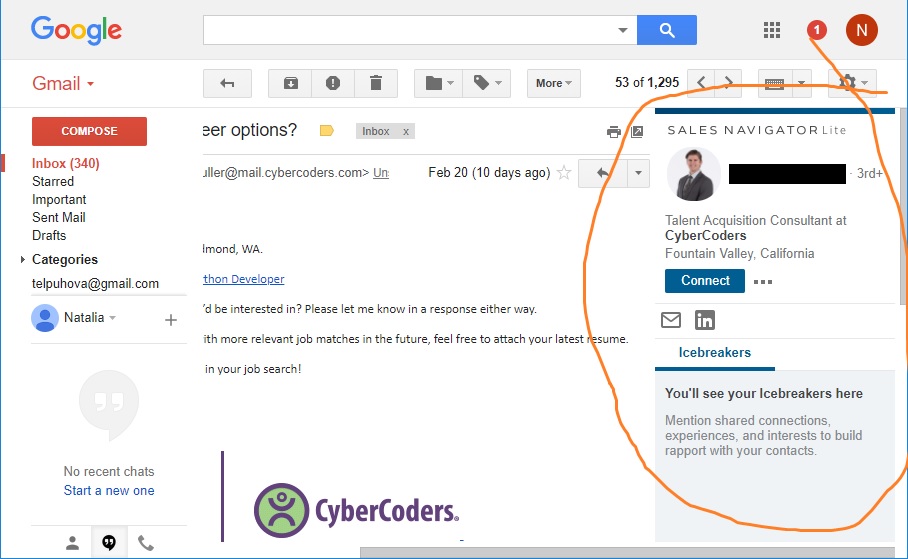 Google
1
N
Gmail
More
53 of 1,295
COMPOSE
eer options?
Inbox x
Inbox (340)
Starred
Important
Sent Mail
Drafts
Categories
telpuhova@gmail.com
Natalia
No recent chats
Start a new one
uller@mail.cybercoders.com> Uns
Feb 20 (10 days ago)
dmond, WA.
thon Developer
'd be interested in? Please let me know in a response either way.
ith more relevant job matches in the future, feel free to attach your latest resume.
in your job search!
CyberCoders.
SALES NAVIGATOR Lite
· 3rd+
Talent Acquisition Consultant at
CyberCoders
Fountain Valley, California
Connect
in
Icebreakers
You'll see your Icebreakers here
Mention shared connections,
experiences, and interests to build
rapport with your contacts.